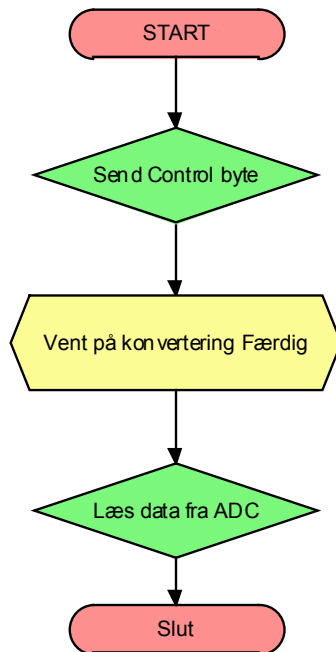 START
Send Control byte
Vent på konvertering Færdig
Læs data fra ADC
Slut